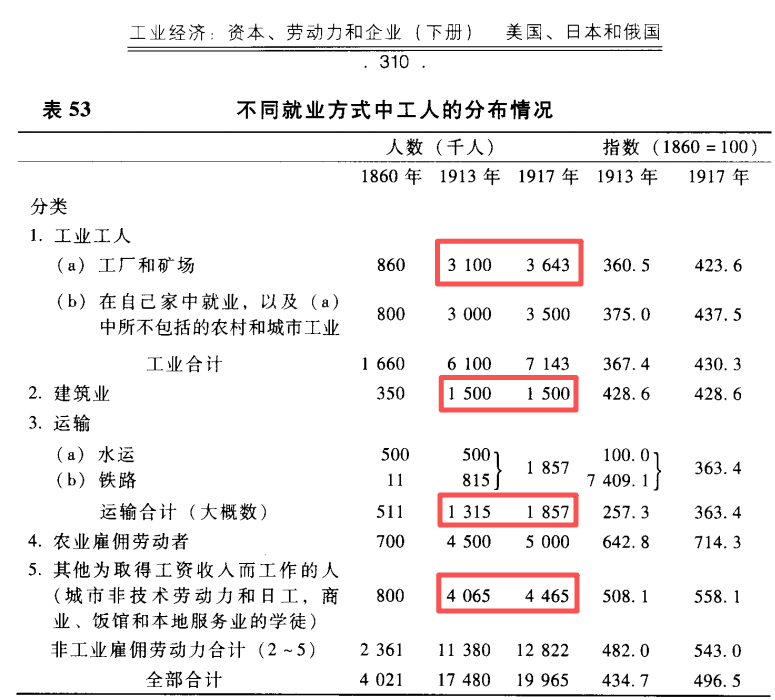 工业经济：资本、劳动力和企业（下册） 美国、日本和俄国
. 310 .
表 53 不同就业方式中工人的分布情况
人数（千人） 指数（1860 = 100）
1860 年 1913 年 1917 年 1913 年 1917 年
分类
1. 工业工人
（a）工厂和矿场 860 3 100 3 643 360. 5 423. 6
（b）在自己家中就业，以及（a）
中所不包括的农村和城市工业 800 3 000 3 500 375. 0 437. 5
工业合计 1 660 6 100 7 143 367. 4 430. 3
2. 建筑业 350 1 500 1 500 428. 6 428. 6
3. 运输
（a）水运 500 500 100. 0
（b）铁路 11 815 1 857 7 409. 1 363. 4
运输合计（大概数） 511 1 315 1 857 257. 3 363. 4
4. 农业雇佣劳动者 700 4 500 5 000 642. 8 714. 3
5. 其他为取得工资收入而工作的人
（城市非技术劳动力和日工，商 800 4 065 4 465 508. 1 558. 1
业、饭馆和本地服务业的学徒）
非工业雇佣劳动力合计（2 ~ 5） 2 361 11 380 12 822 482. 0 543. 0
全部合计 4 021 17 480 19 965 434. 7 496. 5